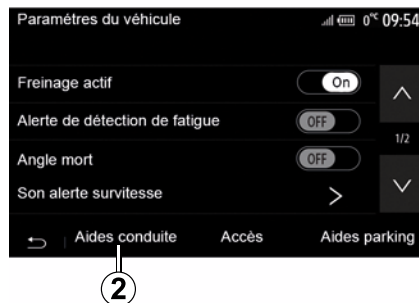 Paramètres du véhicule 0°C 09:54
Freinage actif On
Alerte de détection de fatigue OFF
1/2
Angle mort OFF
Son alerte survitesse
Aides conduite Accès Aides parking
2